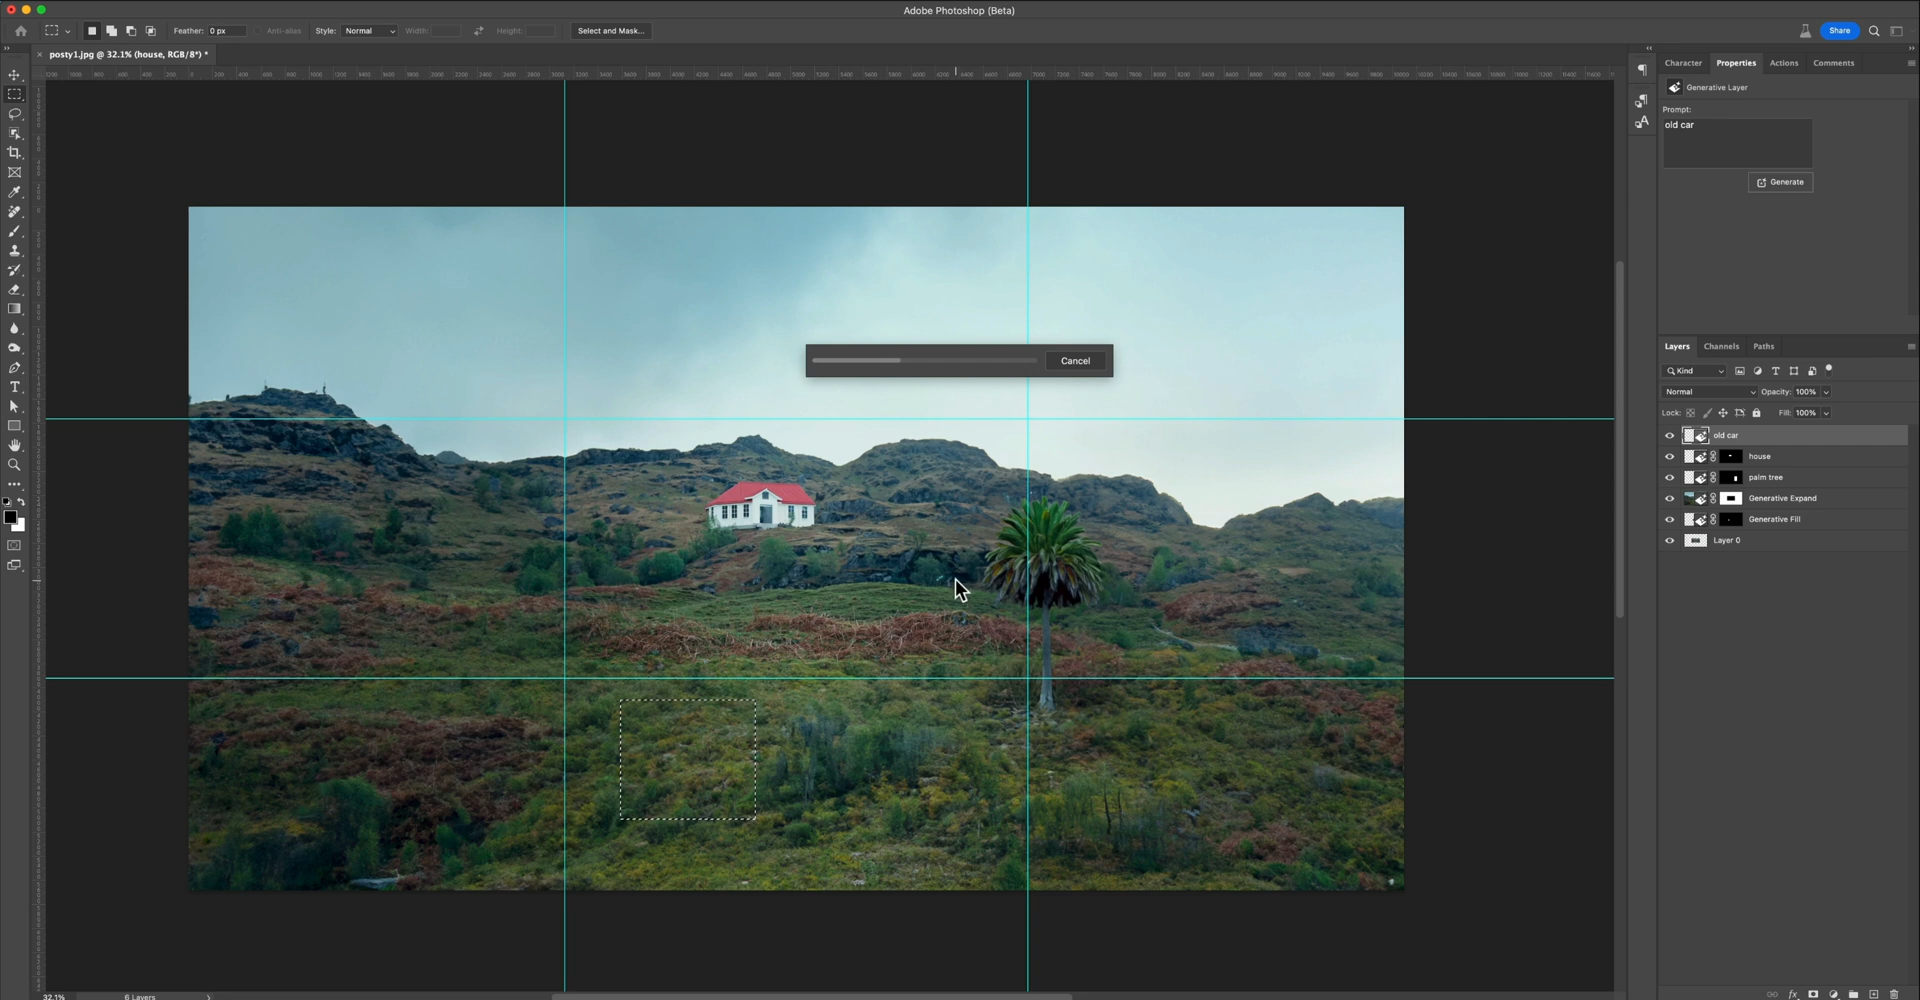 Adobe Photoshop (Beta)
Feather: 0 px Anti-alias Style: Normal Width: Height: Select and Mask... Share
× posty1.jpg @ 32.1% (house, RGB/8*) *
Character Properties Actions Comments
Generative Layer
Prompt:
old car
Generate
Cancel
Layers Channels Paths
Kind
Normal Opacity: 100%
Lock: Fill: 100%
old car
house
palm tree
Generative Expand
Generative Fill
Layer 0
32.1% 6 Layers